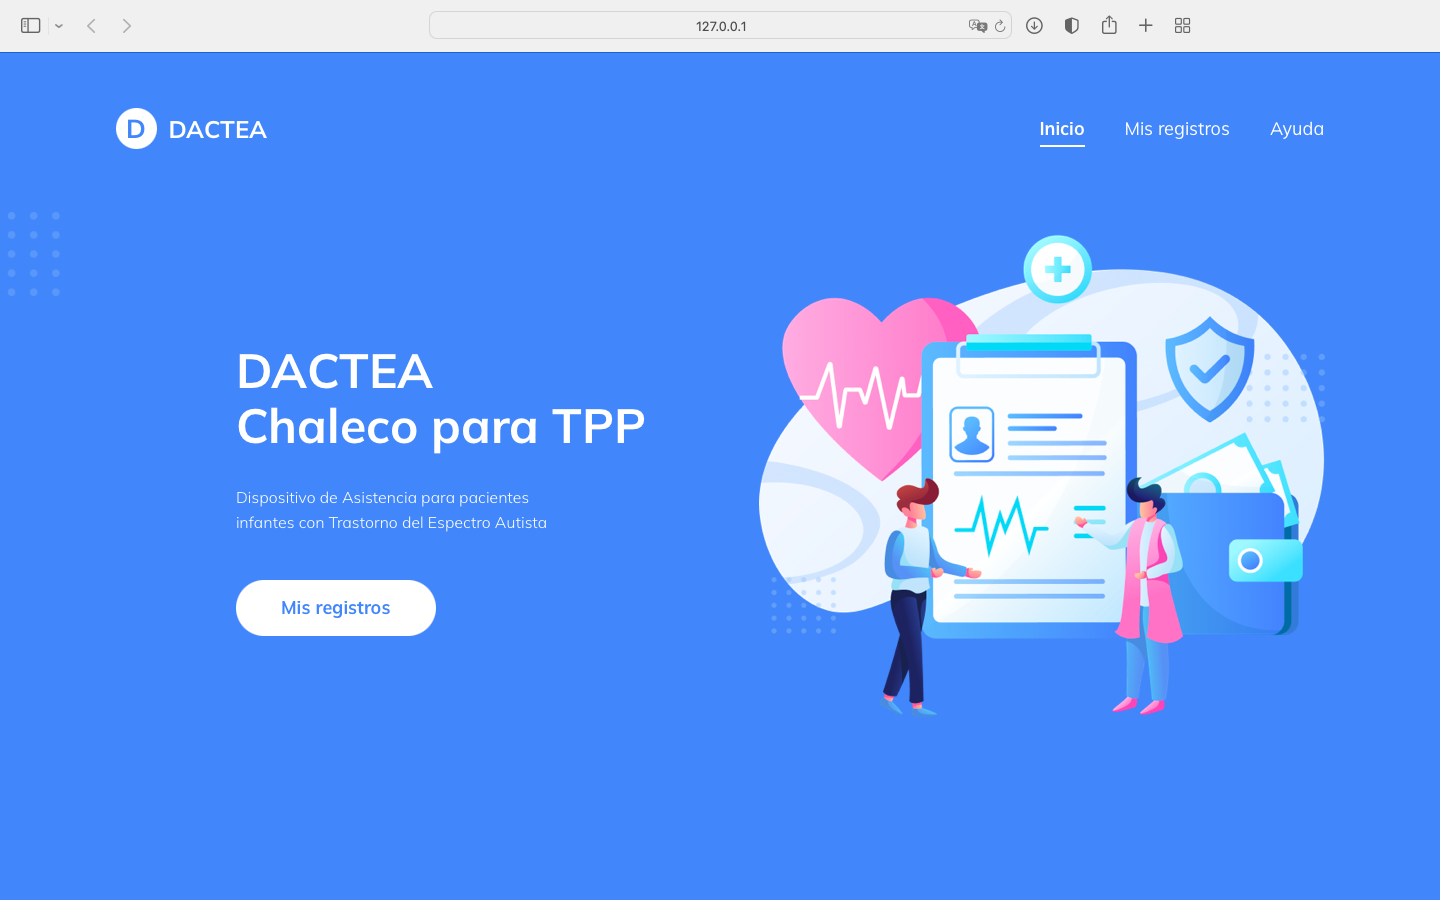 127.0.0.1
D DACTEA
Inicio Mis registros Ayuda
DACTEA
Chaleco para TPP
Dispositivo de Asistencia para pacientes
infantes con Trastorno del Espectro Autista
Mis registros